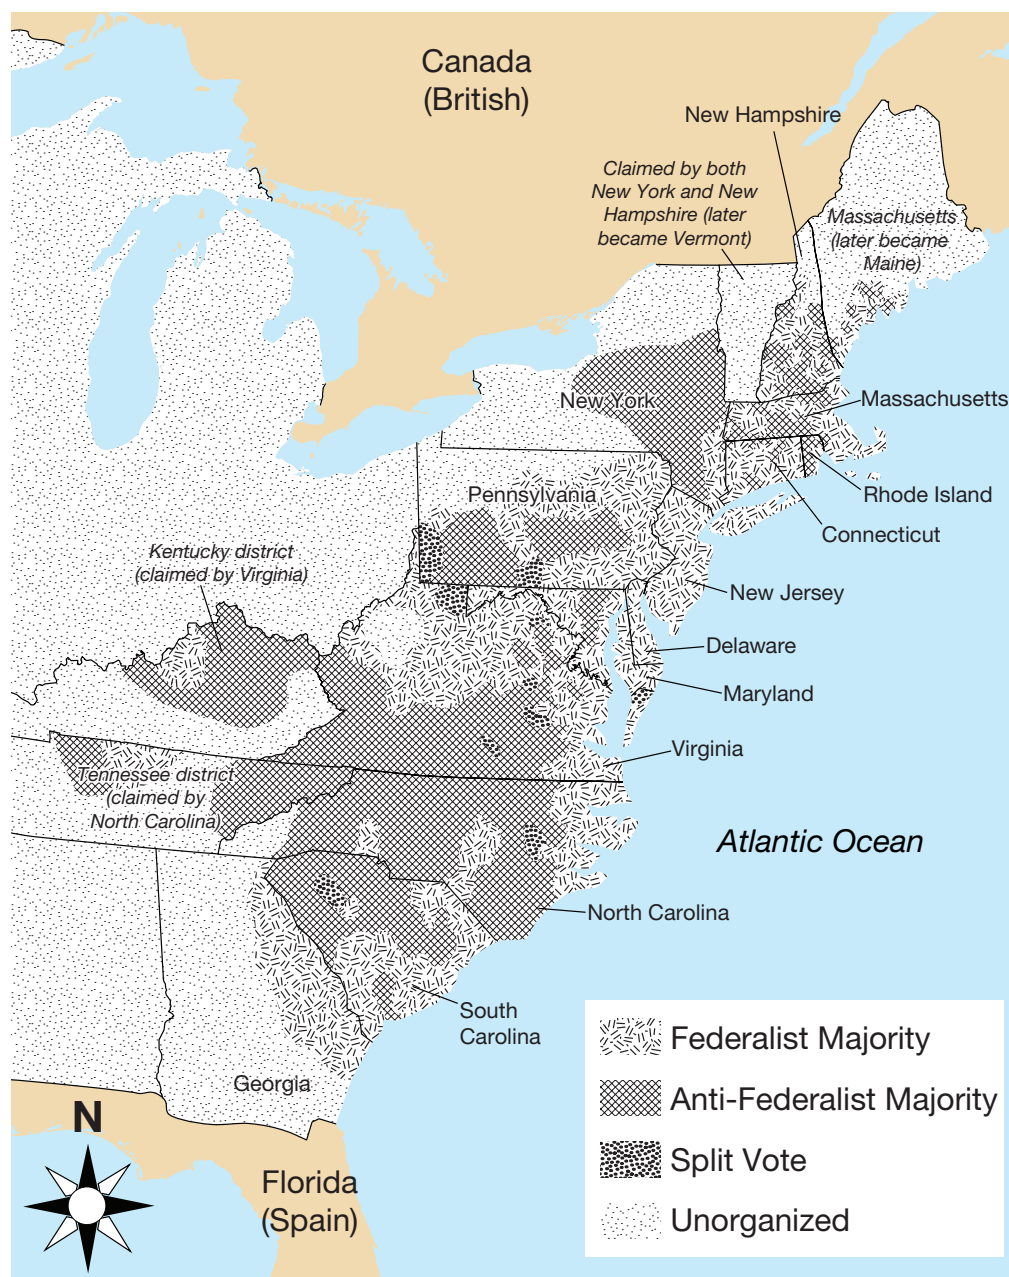 Canada
(British)
New Hampshire
Claimed by both
New York and New
Hampshire (later
became Vermont)
Massachusetts
(later became
Maine)
New York
Massachusetts
Pennsylvania
Rhode Island
Connecticut
Kentucky district
(claimed by Virginia)
New Jersey
Delaware
Maryland
Virginia
Tennessee district
(claimed by
North Carolina)
Atlantic Ocean
North Carolina
South
Carolina
Georgia
N
Florida
(Spain)
Federalist Majority
Anti-Federalist Majority
Split Vote
Unorganized